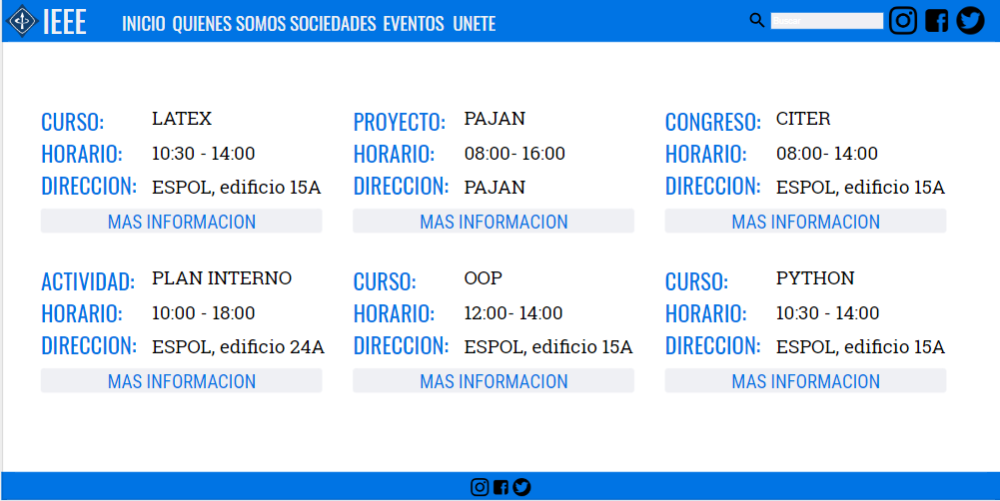 IEEE INICIO QUIENES SOMOS SOCIEDADES EVENTOS UNETE Buscar
CURSO: LATEX
HORARIO: 10:30 - 14:00
DIRECCION: ESPOL, edificio 15A
MAS INFORMACION
PROYECTO: PAJAN
HORARIO: 08:00- 16:00
DIRECCION: PAJAN
MAS INFORMACION
CONGRESO: CITER
HORARIO: 08:00- 14:00
DIRECCION: ESPOL, edificio 15A
MAS INFORMACION
ACTIVIDAD: PLAN INTERNO
HORARIO: 10:00 - 18:00
DIRECCION: ESPOL, edificio 24A
MAS INFORMACION
CURSO: OOP
HORARIO: 12:00- 14:00
DIRECCION: ESPOL, edificio 15A
MAS INFORMACION
CURSO: PYTHON
HORARIO: 10:30 - 14:00
DIRECCION: ESPOL, edificio 15A
MAS INFORMACION